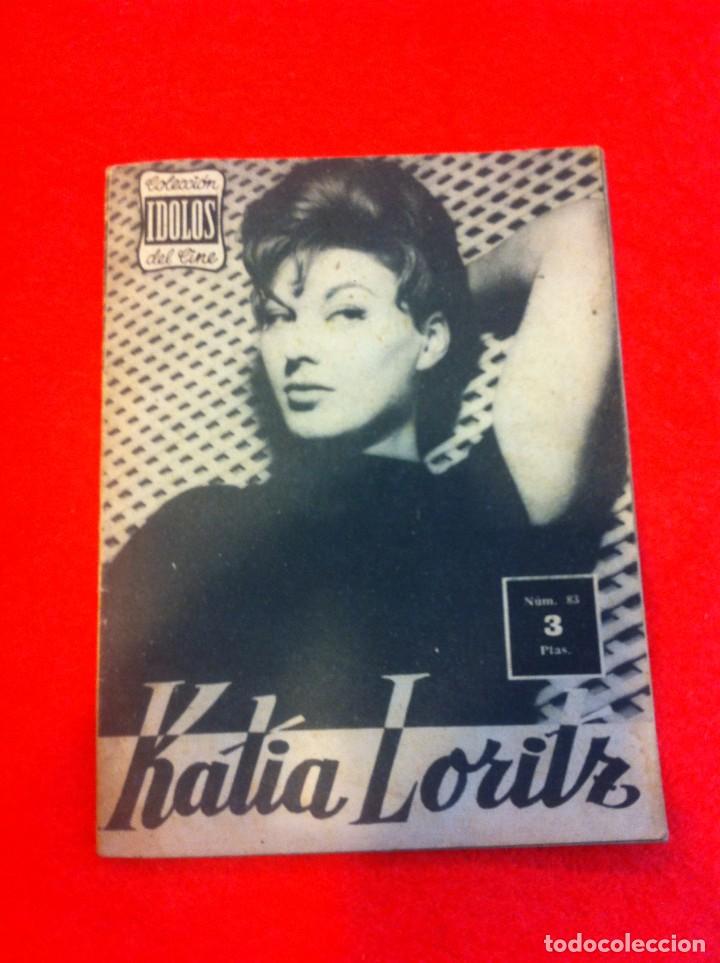 Colección
IDOLOS
del Cine
Núm. 83
3
Ptas.
Katia Loritz
todocoleccion